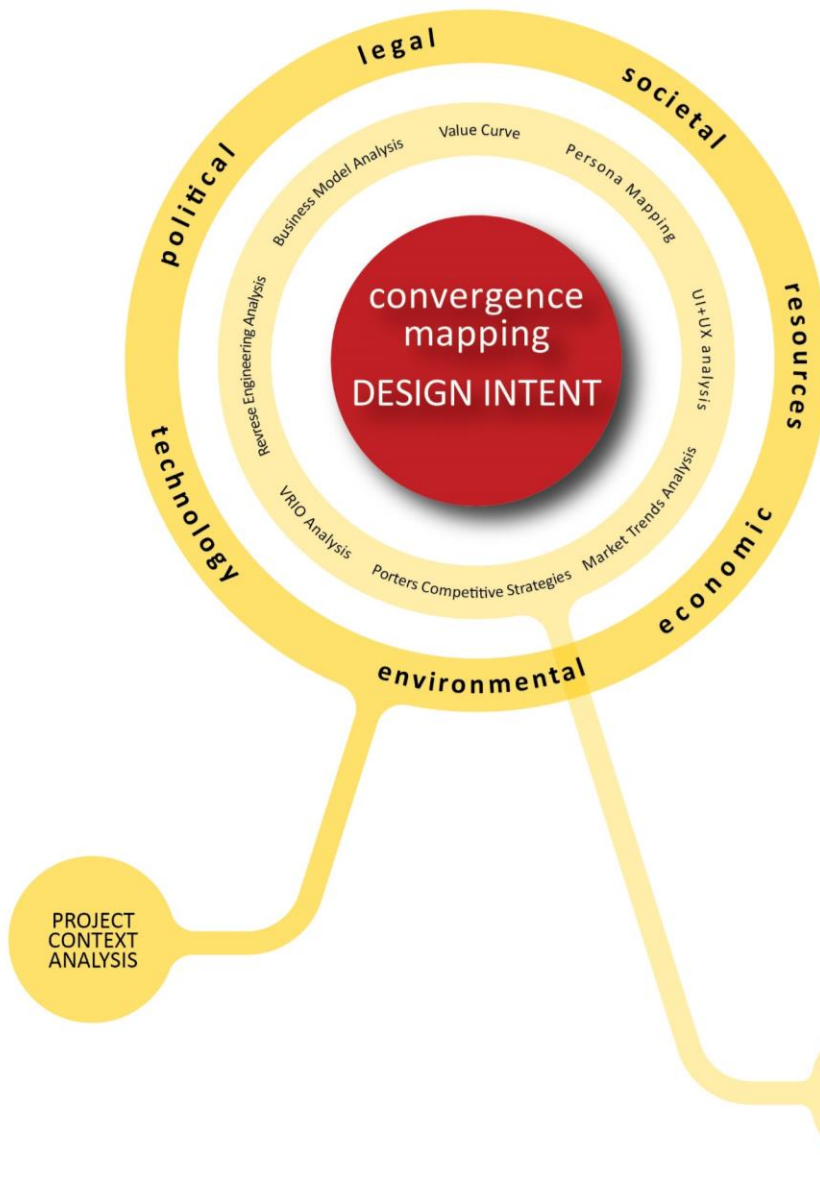 legal
societal
political
resources
technology
economic
environmental
Value Curve
Persona Mapping
Business Model Analysis
UI+UX analysis
Revrese Engineering Analysis
Market Trends Analysis
VRIO Analysis
Porters Competitive Strategies
convergence
mapping
DESIGN INTENT
PROJECT
CONTEXT
ANALYSIS